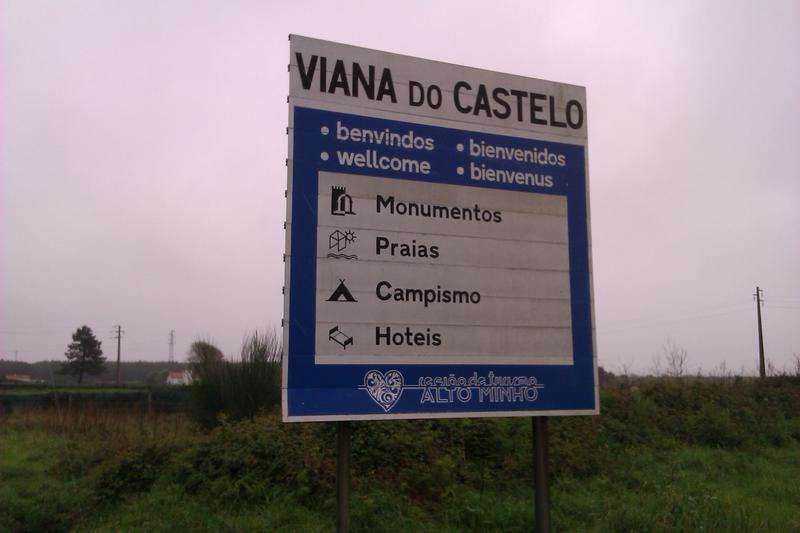 VIANA DO CASTELO
• benvindos
• wellcome
• bienvenidos
• bienvenus
Monumentos
Praias
Campismo
Hoteis
região de turismo
ALTO MINHO